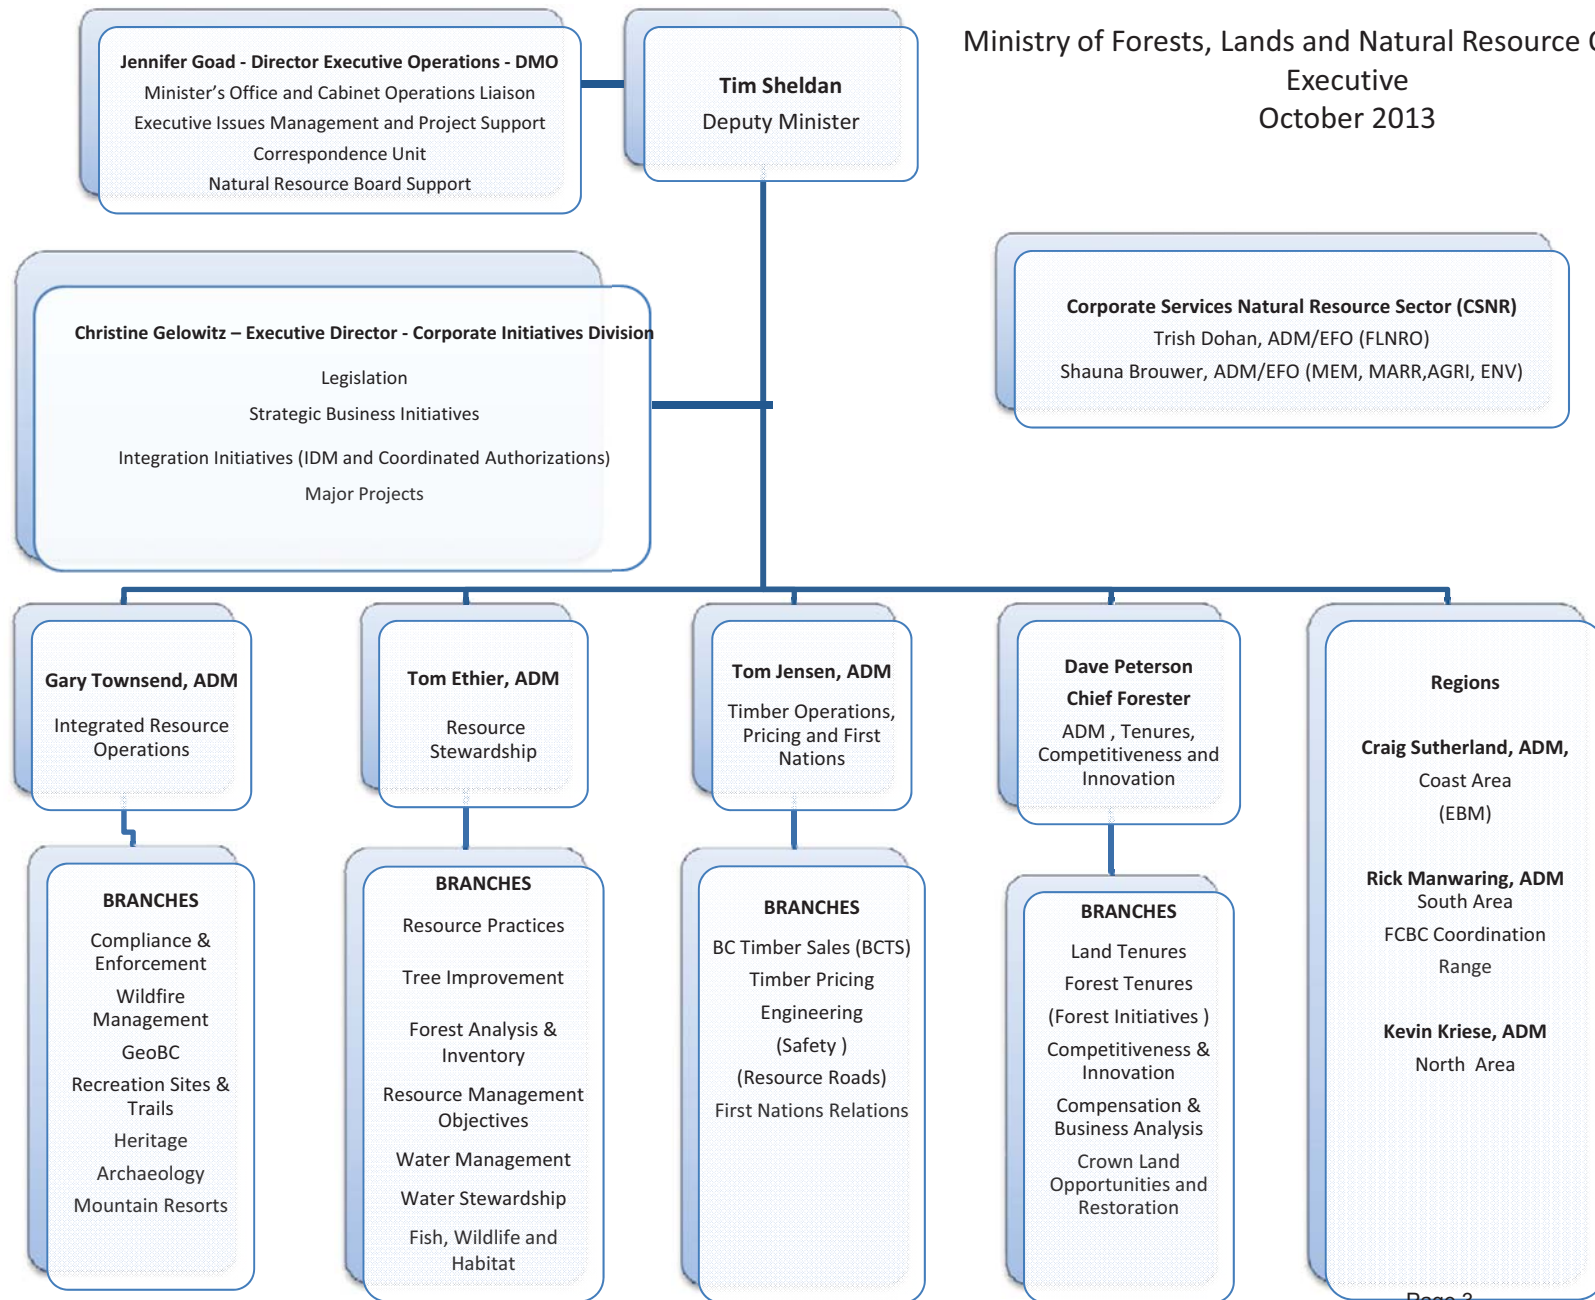 Ministry of Forests, Lands and Natural Resource
Executive
October 2013
Jennifer Goad - Director Executive Operations - DMO
Minister's Office and Cabinet Operations Liaison
Executive Issues Management and Project Support
Correspondence Unit
Natural Resource Board Support
Tim Sheldan
Deputy Minister
Christine Gelowitz – Executive Director - Corporate Initiatives Division
Legislation
Strategic Business Initiatives
Integration Initiatives (IDM and Coordinated Authorizations)
Major Projects
Corporate Services Natural Resource Sector (CSNR)
Trish Dohan, ADM/EFO (FLNRO)
Shauna Brouwer, ADM/EFO (MEM, MARR,AGRI, ENV)
Gary Townsend, ADM
Integrated Resource
Operations
Tom Ethier, ADM
Resource
Stewardship
Tom Jensen, ADM
Timber Operations,
Pricing and First
Nations
Dave Peterson
Chief Forester
ADM , Tenures,
Competitiveness and
Innovation
Regions
Craig Sutherland, ADM,
Coast Area
(EBM)
Rick Manwaring, ADM
South Area
FCBC Coordination
Range
Kevin Kriese, ADM
North Area
BRANCHES
Compliance &
Enforcement
Wildfire
Management
GeoBC
Recreation Sites &
Trails
Heritage
Archaeology
Mountain Resorts
BRANCHES
Resource Practices
Tree Improvement
Forest Analysis &
Inventory
Resource Management
Objectives
Water Management
Water Stewardship
Fish, Wildlife and
Habitat
BRANCHES
BC Timber Sales (BCTS)
Timber Pricing
Engineering
(Safety )
(Resource Roads)
First Nations Relations
BRANCHES
Land Tenures
Forest Tenures
(Forest Initiatives )
Competitiveness &
Innovation
Compensation &
Business Analysis
Crown Land
Opportunities and
Restoration
Page 3